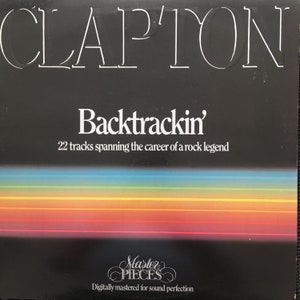 CLAPTON
Backtrackin'
22 tracks spanning the career of a rock legend
Master
PIECES
Digitally mastered for sound perfection